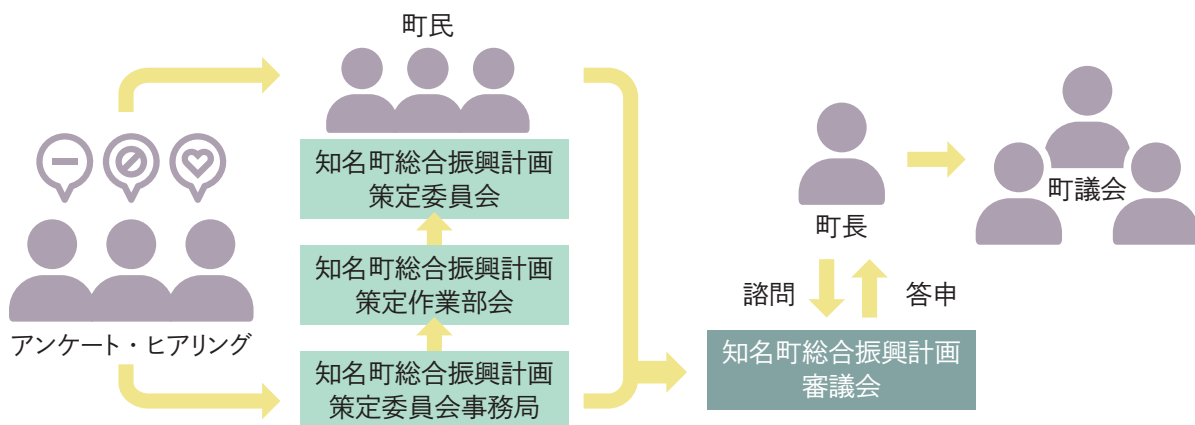 町民
知名町総合振興計画
策定委員会
知名町総合振興計画
策定作業部会
知名町総合振興計画
策定委員会事務局
アンケート・ヒアリング
町長
町議会
諮問
答申
知名町総合振興計画
審議会